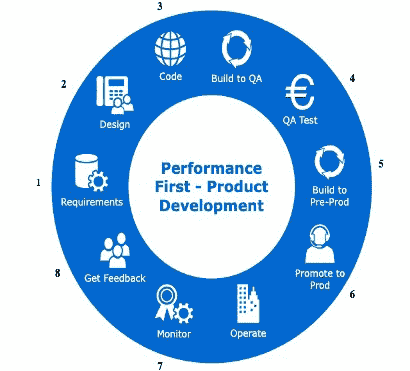 3
Code
Build to QA
2
4
Design
QA Test
1
5
Requirements
Performance
First - Product
Development
Build to
Pre-Prod
8
Get Feedback
Promote to
Prod
6
Monitor
Operate
7